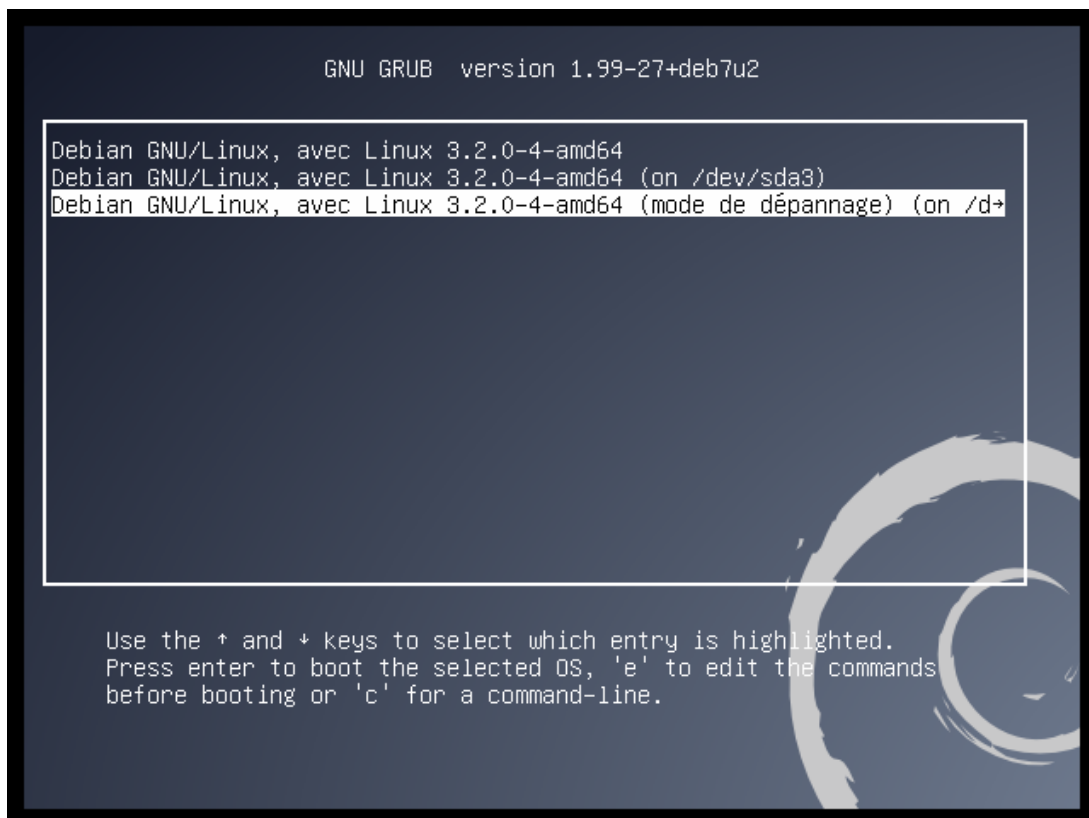 GNU GRUB  version 1.99-27+deb7u2
Debian GNU/Linux, avec Linux 3.2.0-4-amd64
Debian GNU/Linux, avec Linux 3.2.0-4-amd64 (on /dev/sda3)
Debian GNU/Linux, avec Linux 3.2.0-4-amd64 (mode de dépannage) (on /d→
Use the ↑ and ↓ keys to select which entry is highlighted.
Press enter to boot the selected OS, 'e' to edit the commands
before booting or 'c' for a command-line.